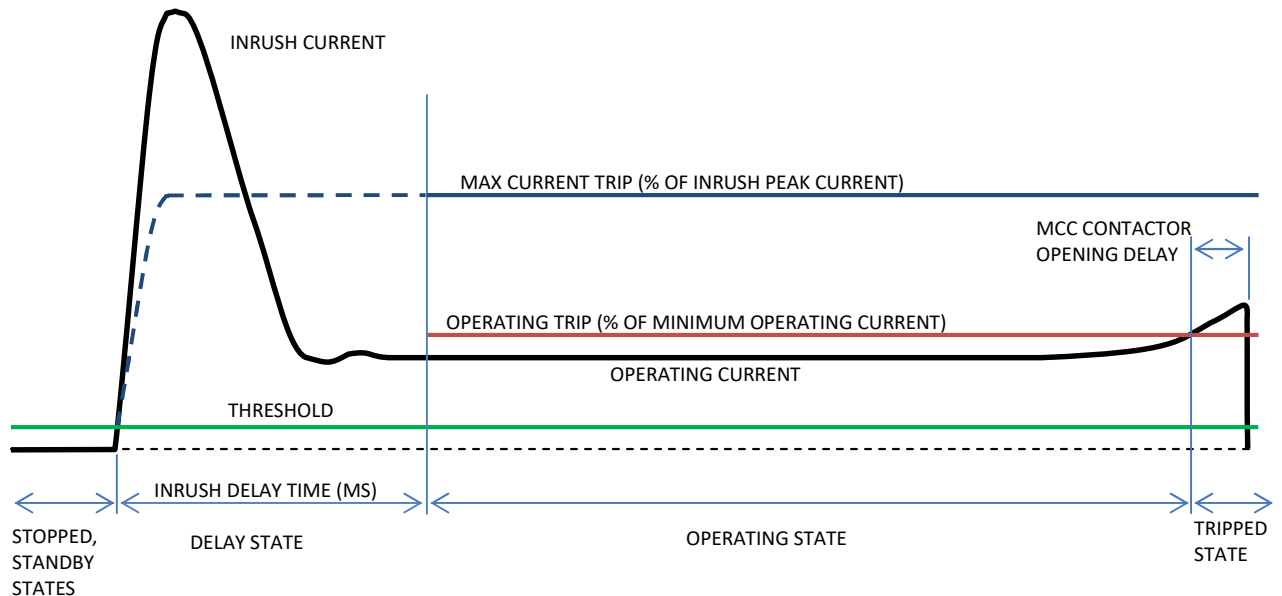 INRUSH CURRENT
MAX CURRENT TRIP (% OF INRUSH PEAK CURRENT)
MCC CONTACTOR
OPENING DELAY
OPERATING TRIP (% OF MINIMUM OPERATING CURRENT)
OPERATING CURRENT
THRESHOLD
INRUSH DELAY TIME (MS)
STOPPED,
STANDBY
STATES
DELAY STATE
OPERATING STATE
TRIPPED
STATE